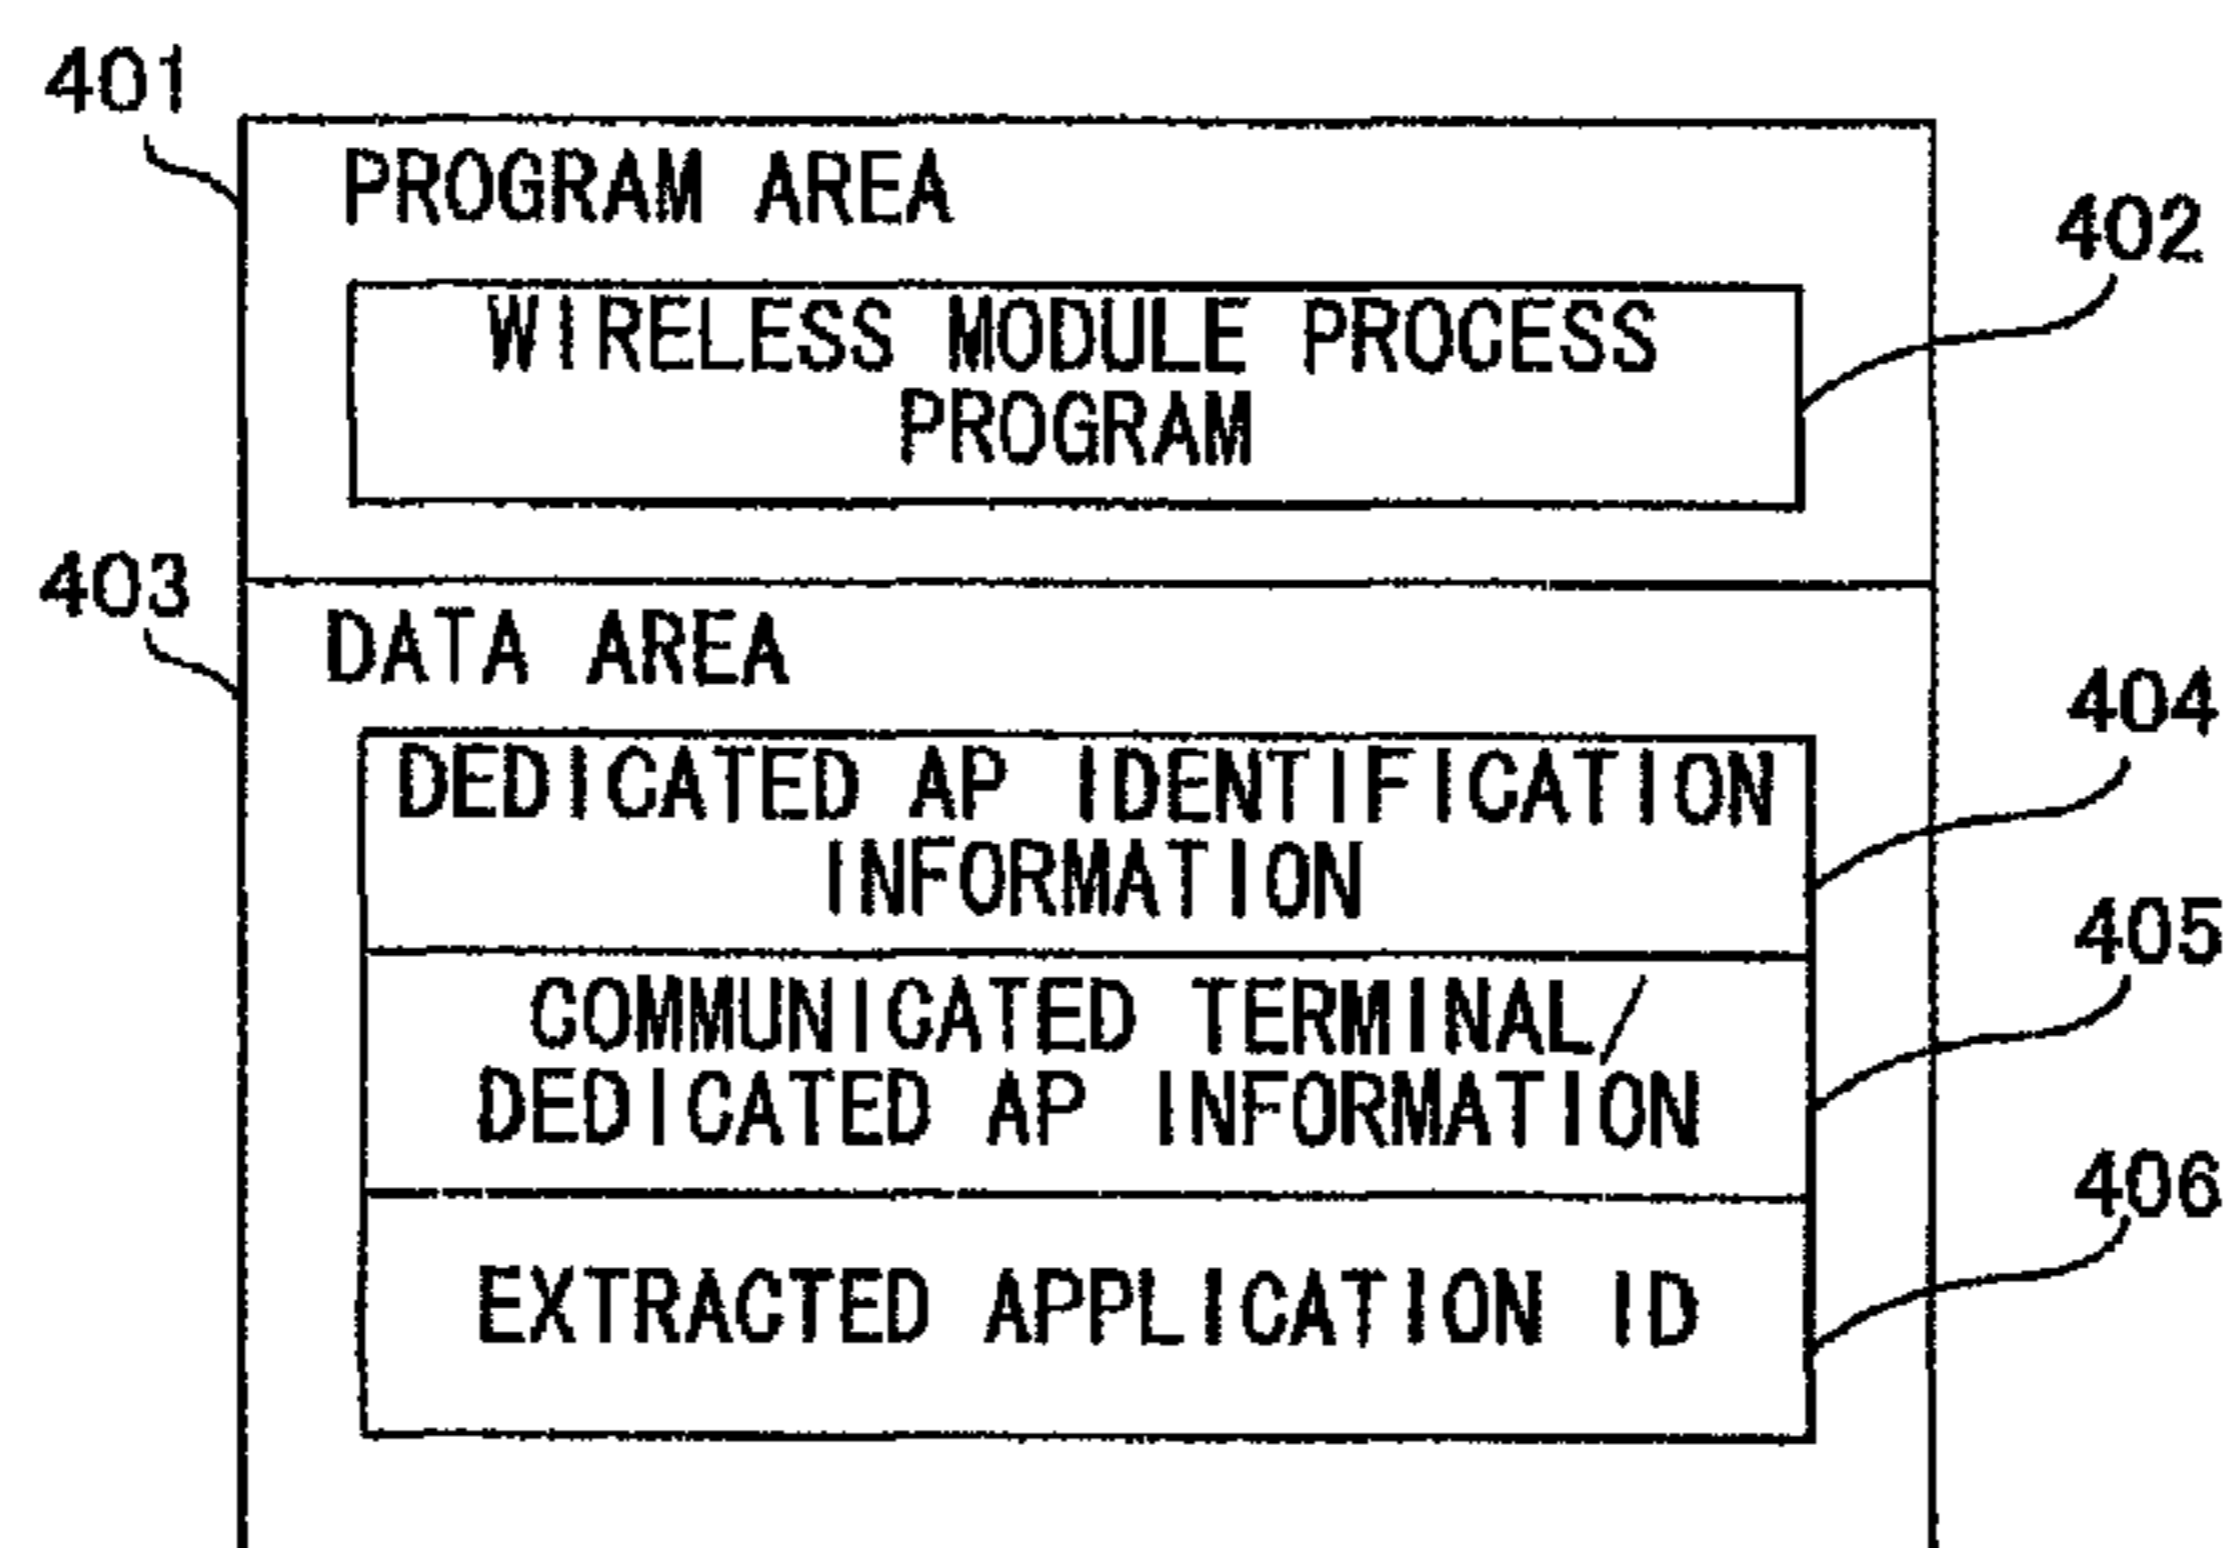 401
PROGRAM AREA
402
WIRELESS MODULE PROCESS
PROGRAM
403
DATA AREA
404
DEDICATED AP IDENTIFICATION
INFORMATION
405
COMMUNICATED TERMINAL/
DEDICATED AP INFORMATION
406
EXTRACTED APPLICATION ID